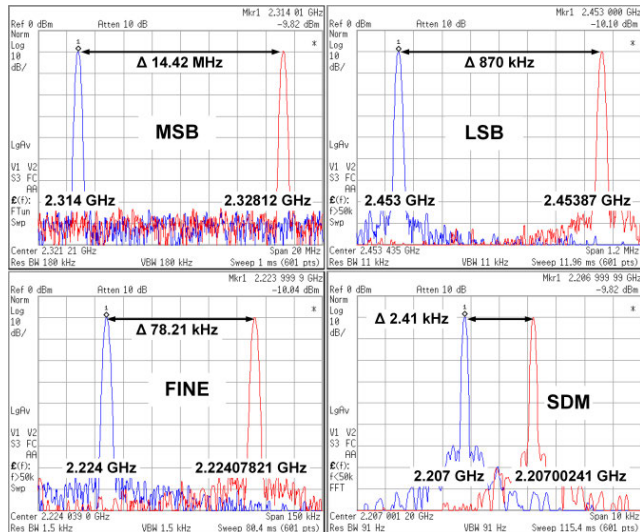 Mkr1 2.314 01 GHz
Ref 0 dBm Atten 10 dB -9.82 dBm
Norm
Log
10
dB/
1
*
Δ 14.42 MHz
MSB
LgAv
V1 V2
S3 FC
AA
£(f):
FTun
Swp
2.314 GHz 2.32812 GHz
Center 2.321 21 GHz Span 20 MHz
Res BW 180 kHz VBW 180 kHz Sweep 1 ms (601 pts)
Mkr1 2.453 000 GHz
Ref 0 dBm Atten 10 dB -10.10 dBm
Norm
Log
10
dB/
1
*
Δ 870 kHz
LSB
LgAv
V1 V2
S3 FC
AA
£(f):
f>50k
Swp
2.453 GHz 2.45387 GHz
Center 2.453 435 GHz Span 1.2 MHz
Res BW 11 kHz VBW 11 kHz Sweep 11.96 ms (601 pts)
Mkr1 2.223 999 9 GHz
Ref 0 dBm Atten 10 dB -10.04 dBm
Norm
Log
10
dB/
1
*
Δ 78.21 kHz
FINE
LgAv
V1 V2
S3 FC
AA
£(f):
f>50k
Swp
2.224 GHz 2.22407821 GHz
Center 2.224 039 0 GHz Span 150 kHz
Res BW 1.5 kHz VBW 1.5 kHz Sweep 80.4 ms (601 pts)
Mkr1 2.206 999 99 GHz
Ref 0 dBm Atten 10 dB -9.82 dBm
Norm
Log
10
dB/
1
*
Δ 2.41 kHz
SDM
LgAv
V1 V2
S3 FC
AA
£(f):
f<50k
FFT
2.207 GHz 2.20700241 GHz
Center 2.207 001 20 GHz Span 10 kHz
Res BW 91 Hz VBW 91 Hz Sweep 115.4 ms (601 pts)